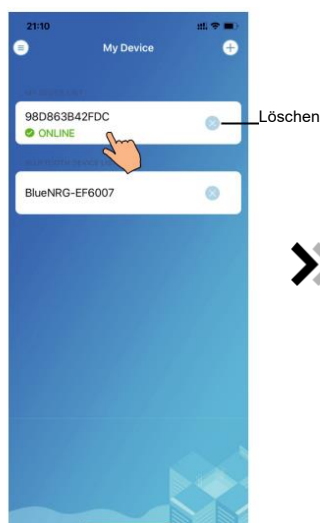 21:10
My Device
98D863B42FDC
Löschen
ONLINE
BlueNRG-EF6007